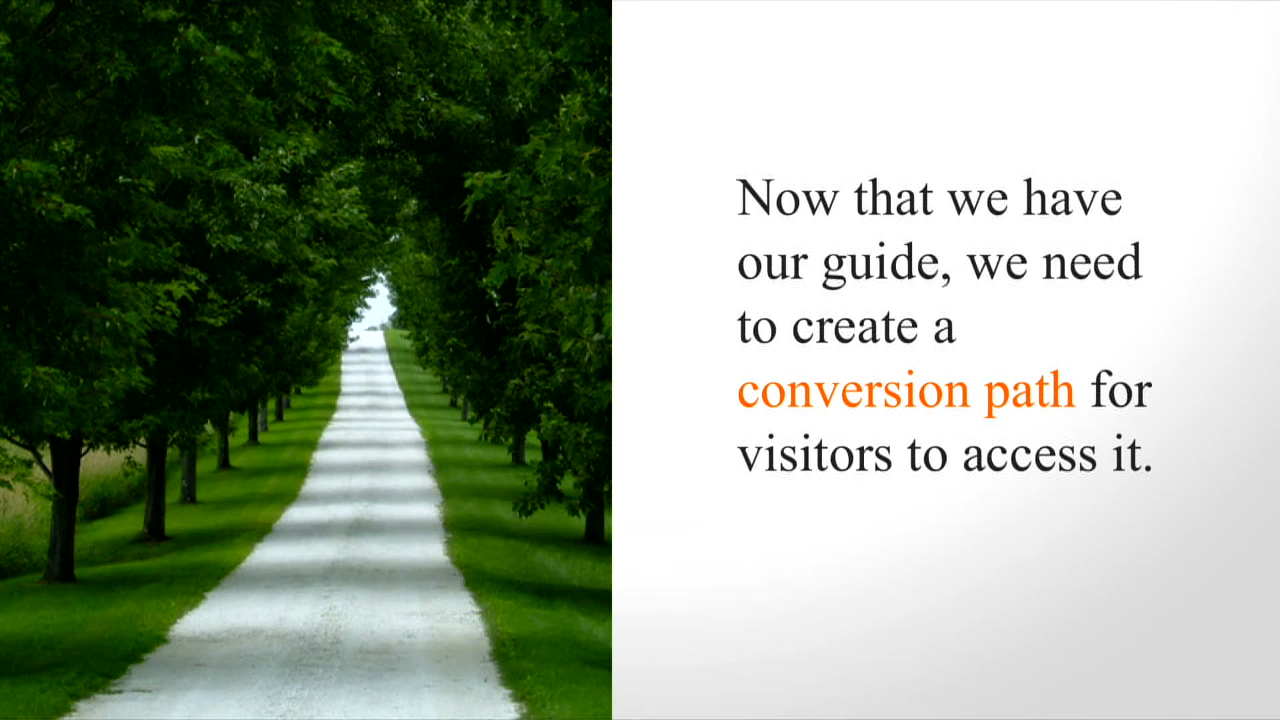 Now that we have
our guide, we need
to create a
conversion path for
visitors to access it.